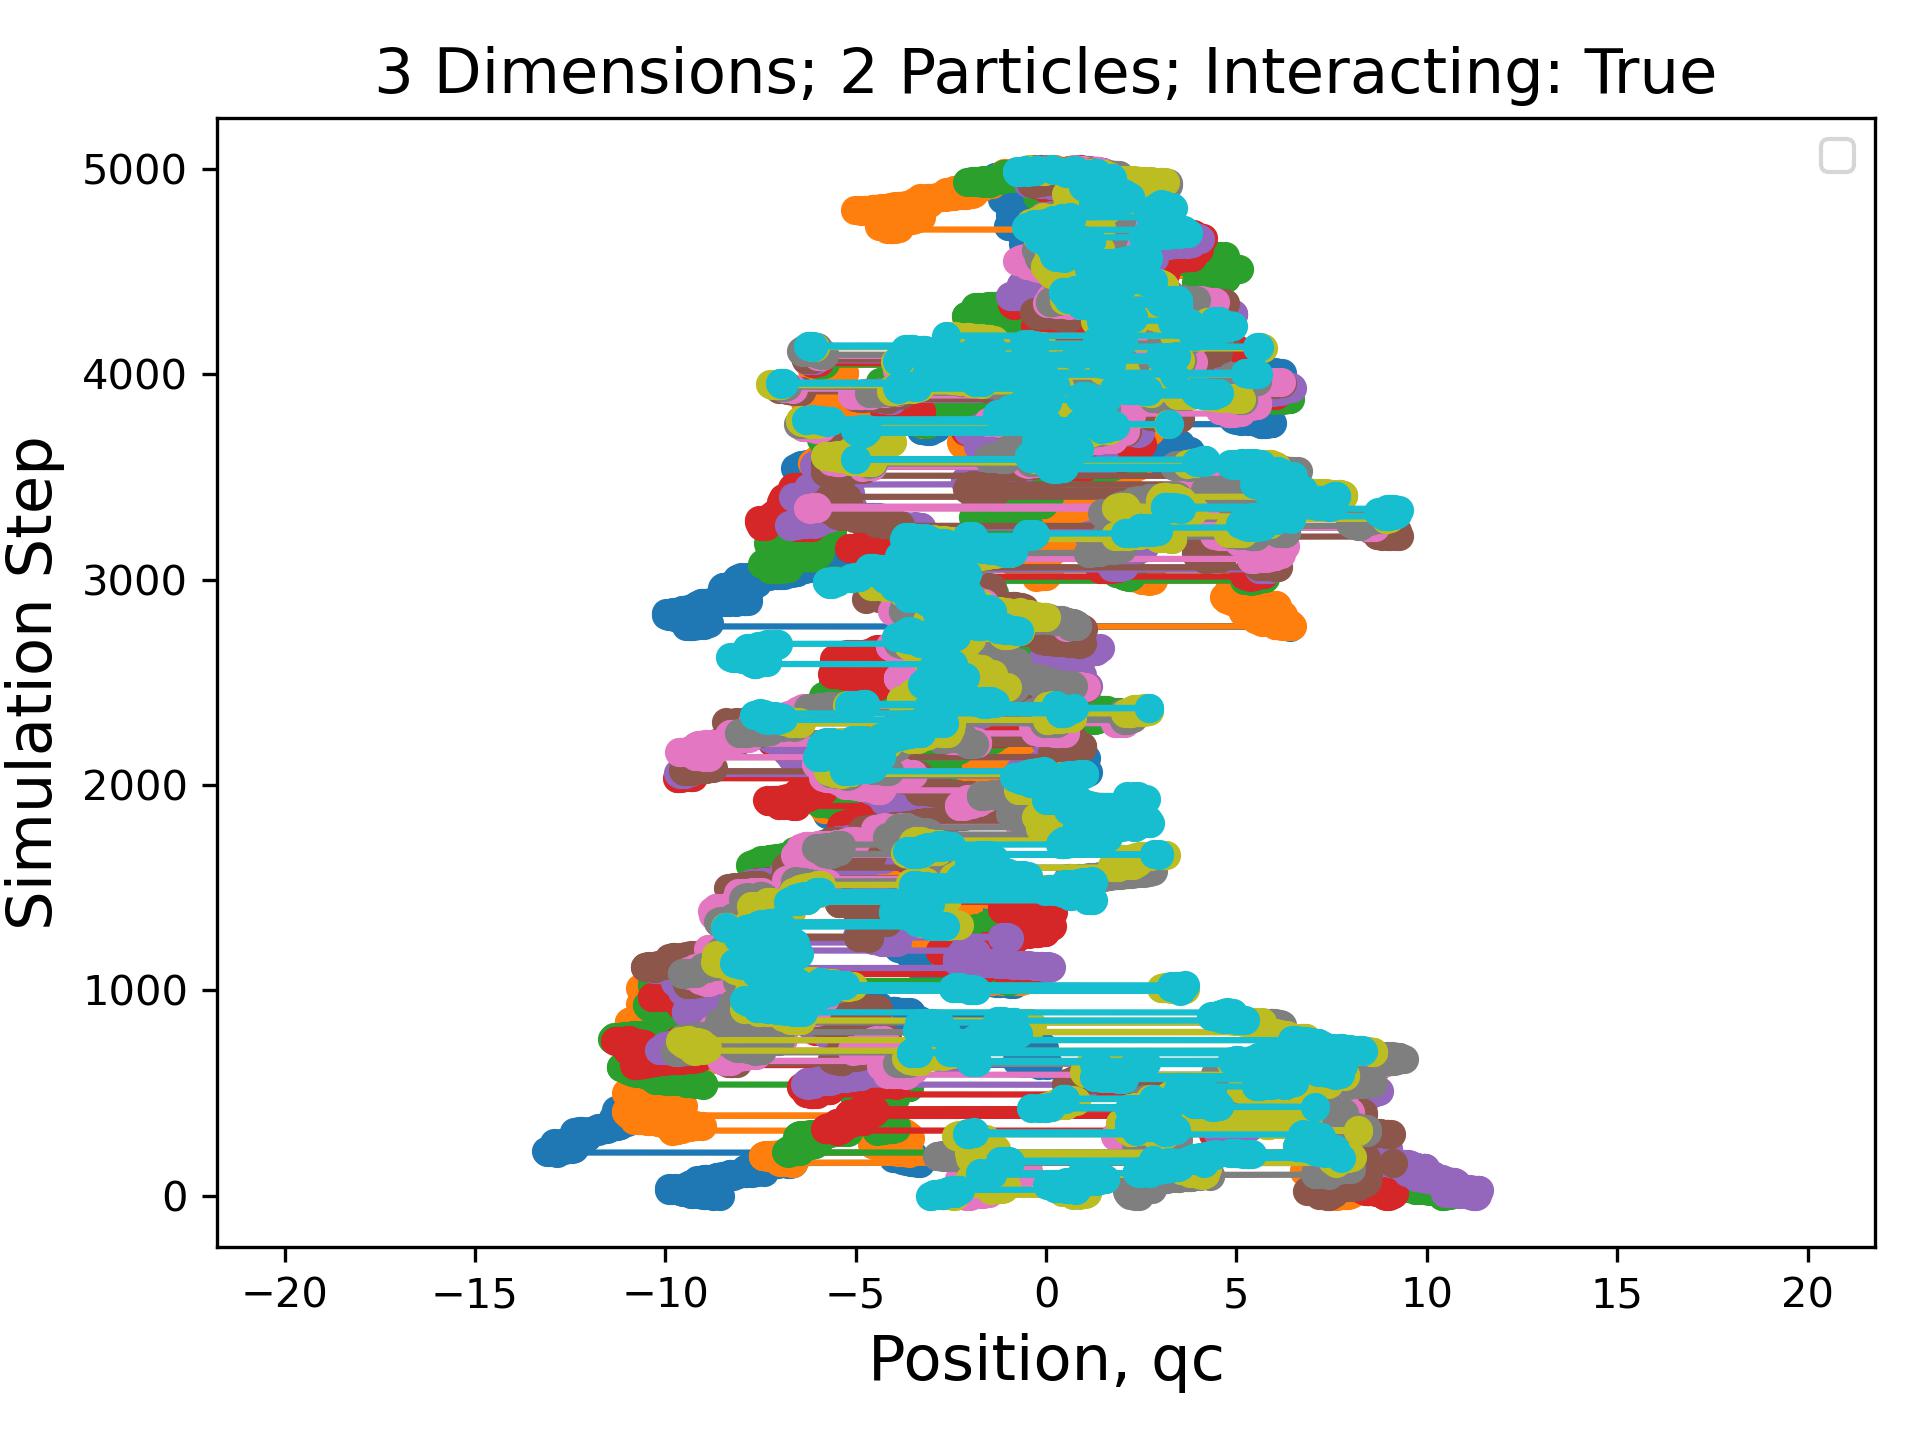 3 Dimensions; 2 Particles; Interacting: True
5000
4000
3000
2000
1000
0
Simulation Step
−20 −15 −10 −5 0 5 10 15 20
Position, qc